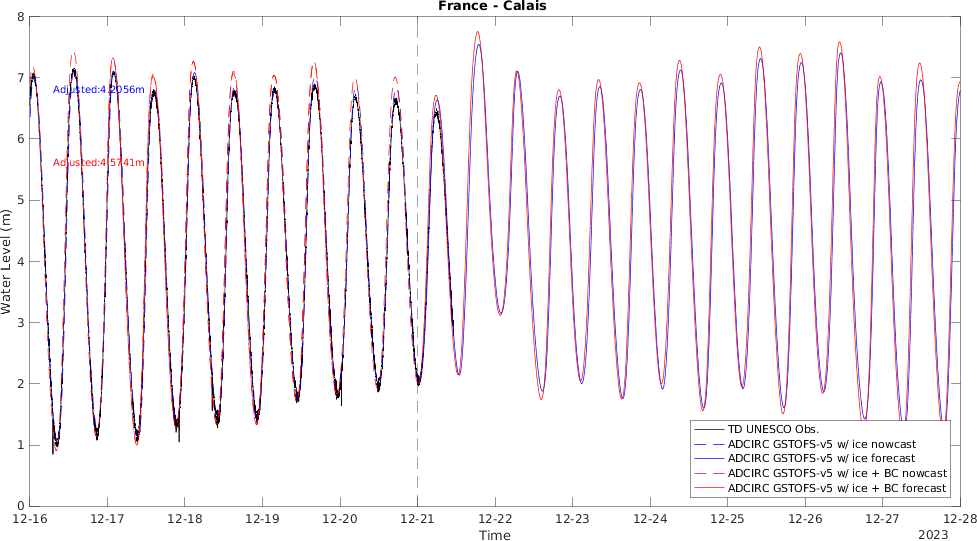 France - Calais
8
7
6
5
4
3
2
1
0
Water Level (m)
Adjusted:4.2056m
Adjusted:4.5741m
TD UNESCO Obs.
ADCIRC GSTOFS-v5 w/ ice nowcast
ADCIRC GSTOFS-v5 w/ ice forecast
ADCIRC GSTOFS-v5 w/ ice + BC nowcast
ADCIRC GSTOFS-v5 w/ ice + BC forecast
12-16 12-17 12-18 12-19 12-20 12-21 12-22 12-23 12-24 12-25 12-26 12-27 12-28
Time
2023